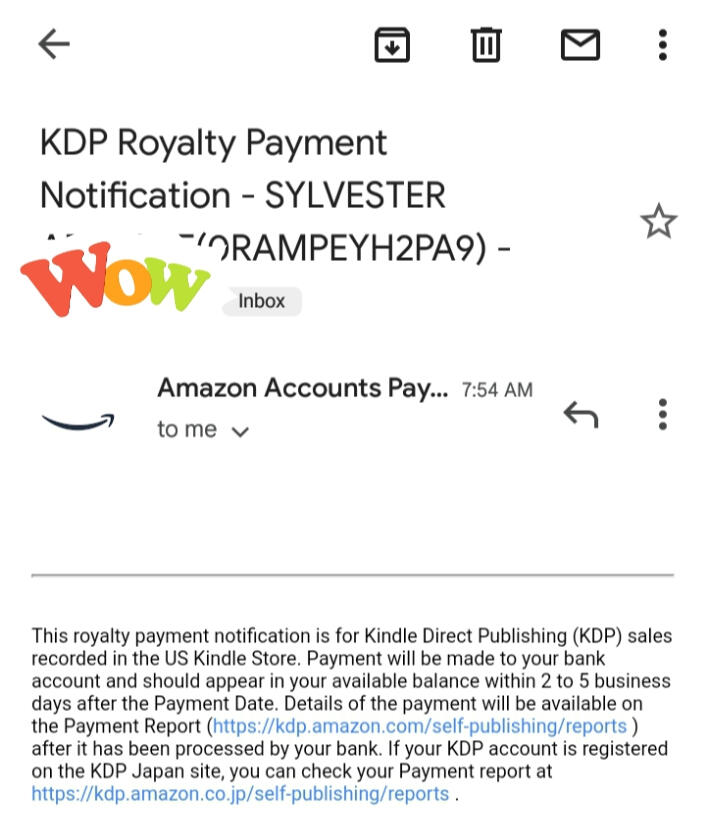 KDP Royalty Payment
Notification - SYLVESTER
(ORAMPEYH2PA9) -
WOW
Inbox
Amazon Accounts Pay... 7:54 AM
to me
This royalty payment notification is for Kindle Direct Publishing (KDP) sales
recorded in the US Kindle Store. Payment will be made to your bank
account and should appear in your available balance within 2 to 5 business
days after the Payment Date. Details of the payment will be available on
the Payment Report (https://kdp.amazon.com/self-publishing/reports )
after it has been processed by your bank. If your KDP account is registered
on the KDP Japan site, you can check your Payment report at
https://kdp.amazon.co.jp/self-publishing/reports .